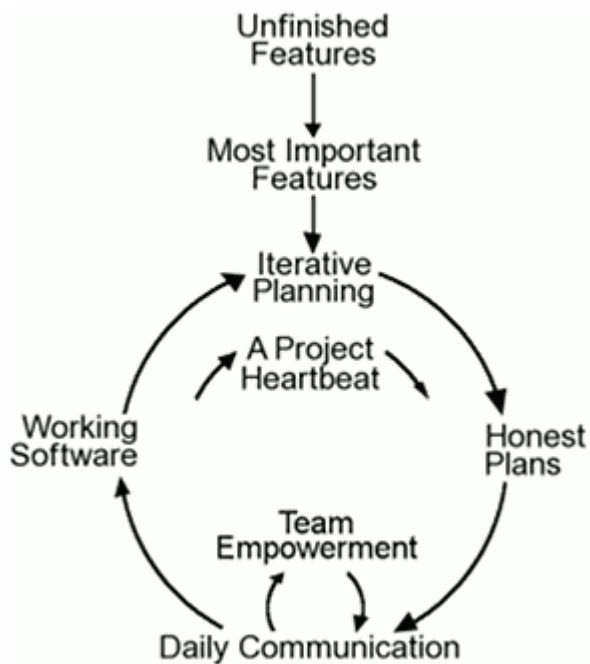 Unfinished
Features
Most Important
Features
Iterative
Planning
A Project
Heartbeat
Working
Software
Honest
Plans
Team
Empowerment
Daily Communication